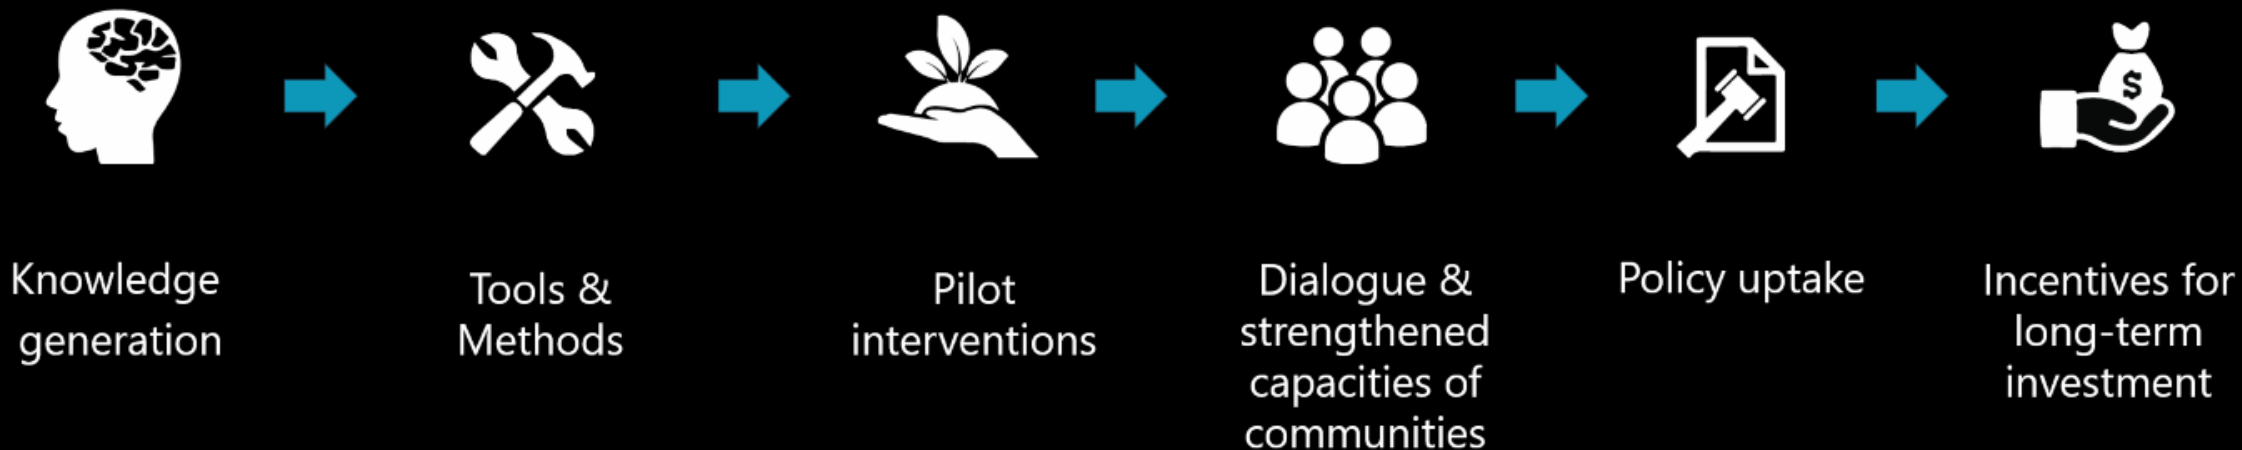 Knowledge
generation
Tools &
Methods
Pilot
interventions
Dialogue &
strengthened
capacities of
communities
Policy uptake
Incentives for
long-term
investment
$